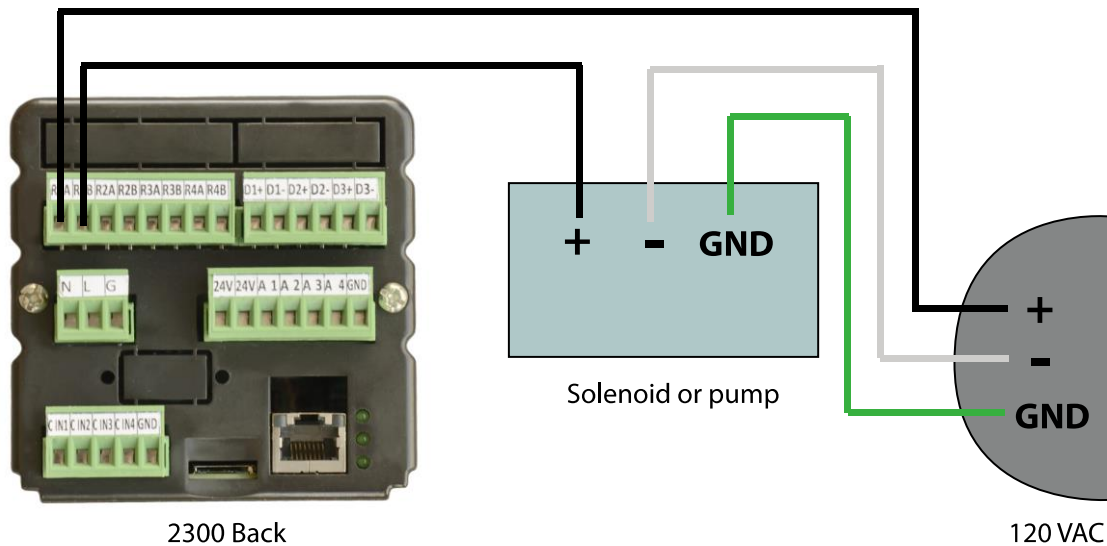 R1A R1B R2A R2B R3A R3B R4A R4B D1+ D1- D2+ D2- D3+ D3-
N L G
24V 24V A 1 A 2 A 3 A 4 GND
C IN1 C IN2 C IN3 C IN4 GND
2300 Back
+ - GND
Solenoid or pump
+
-
GND
120 VAC